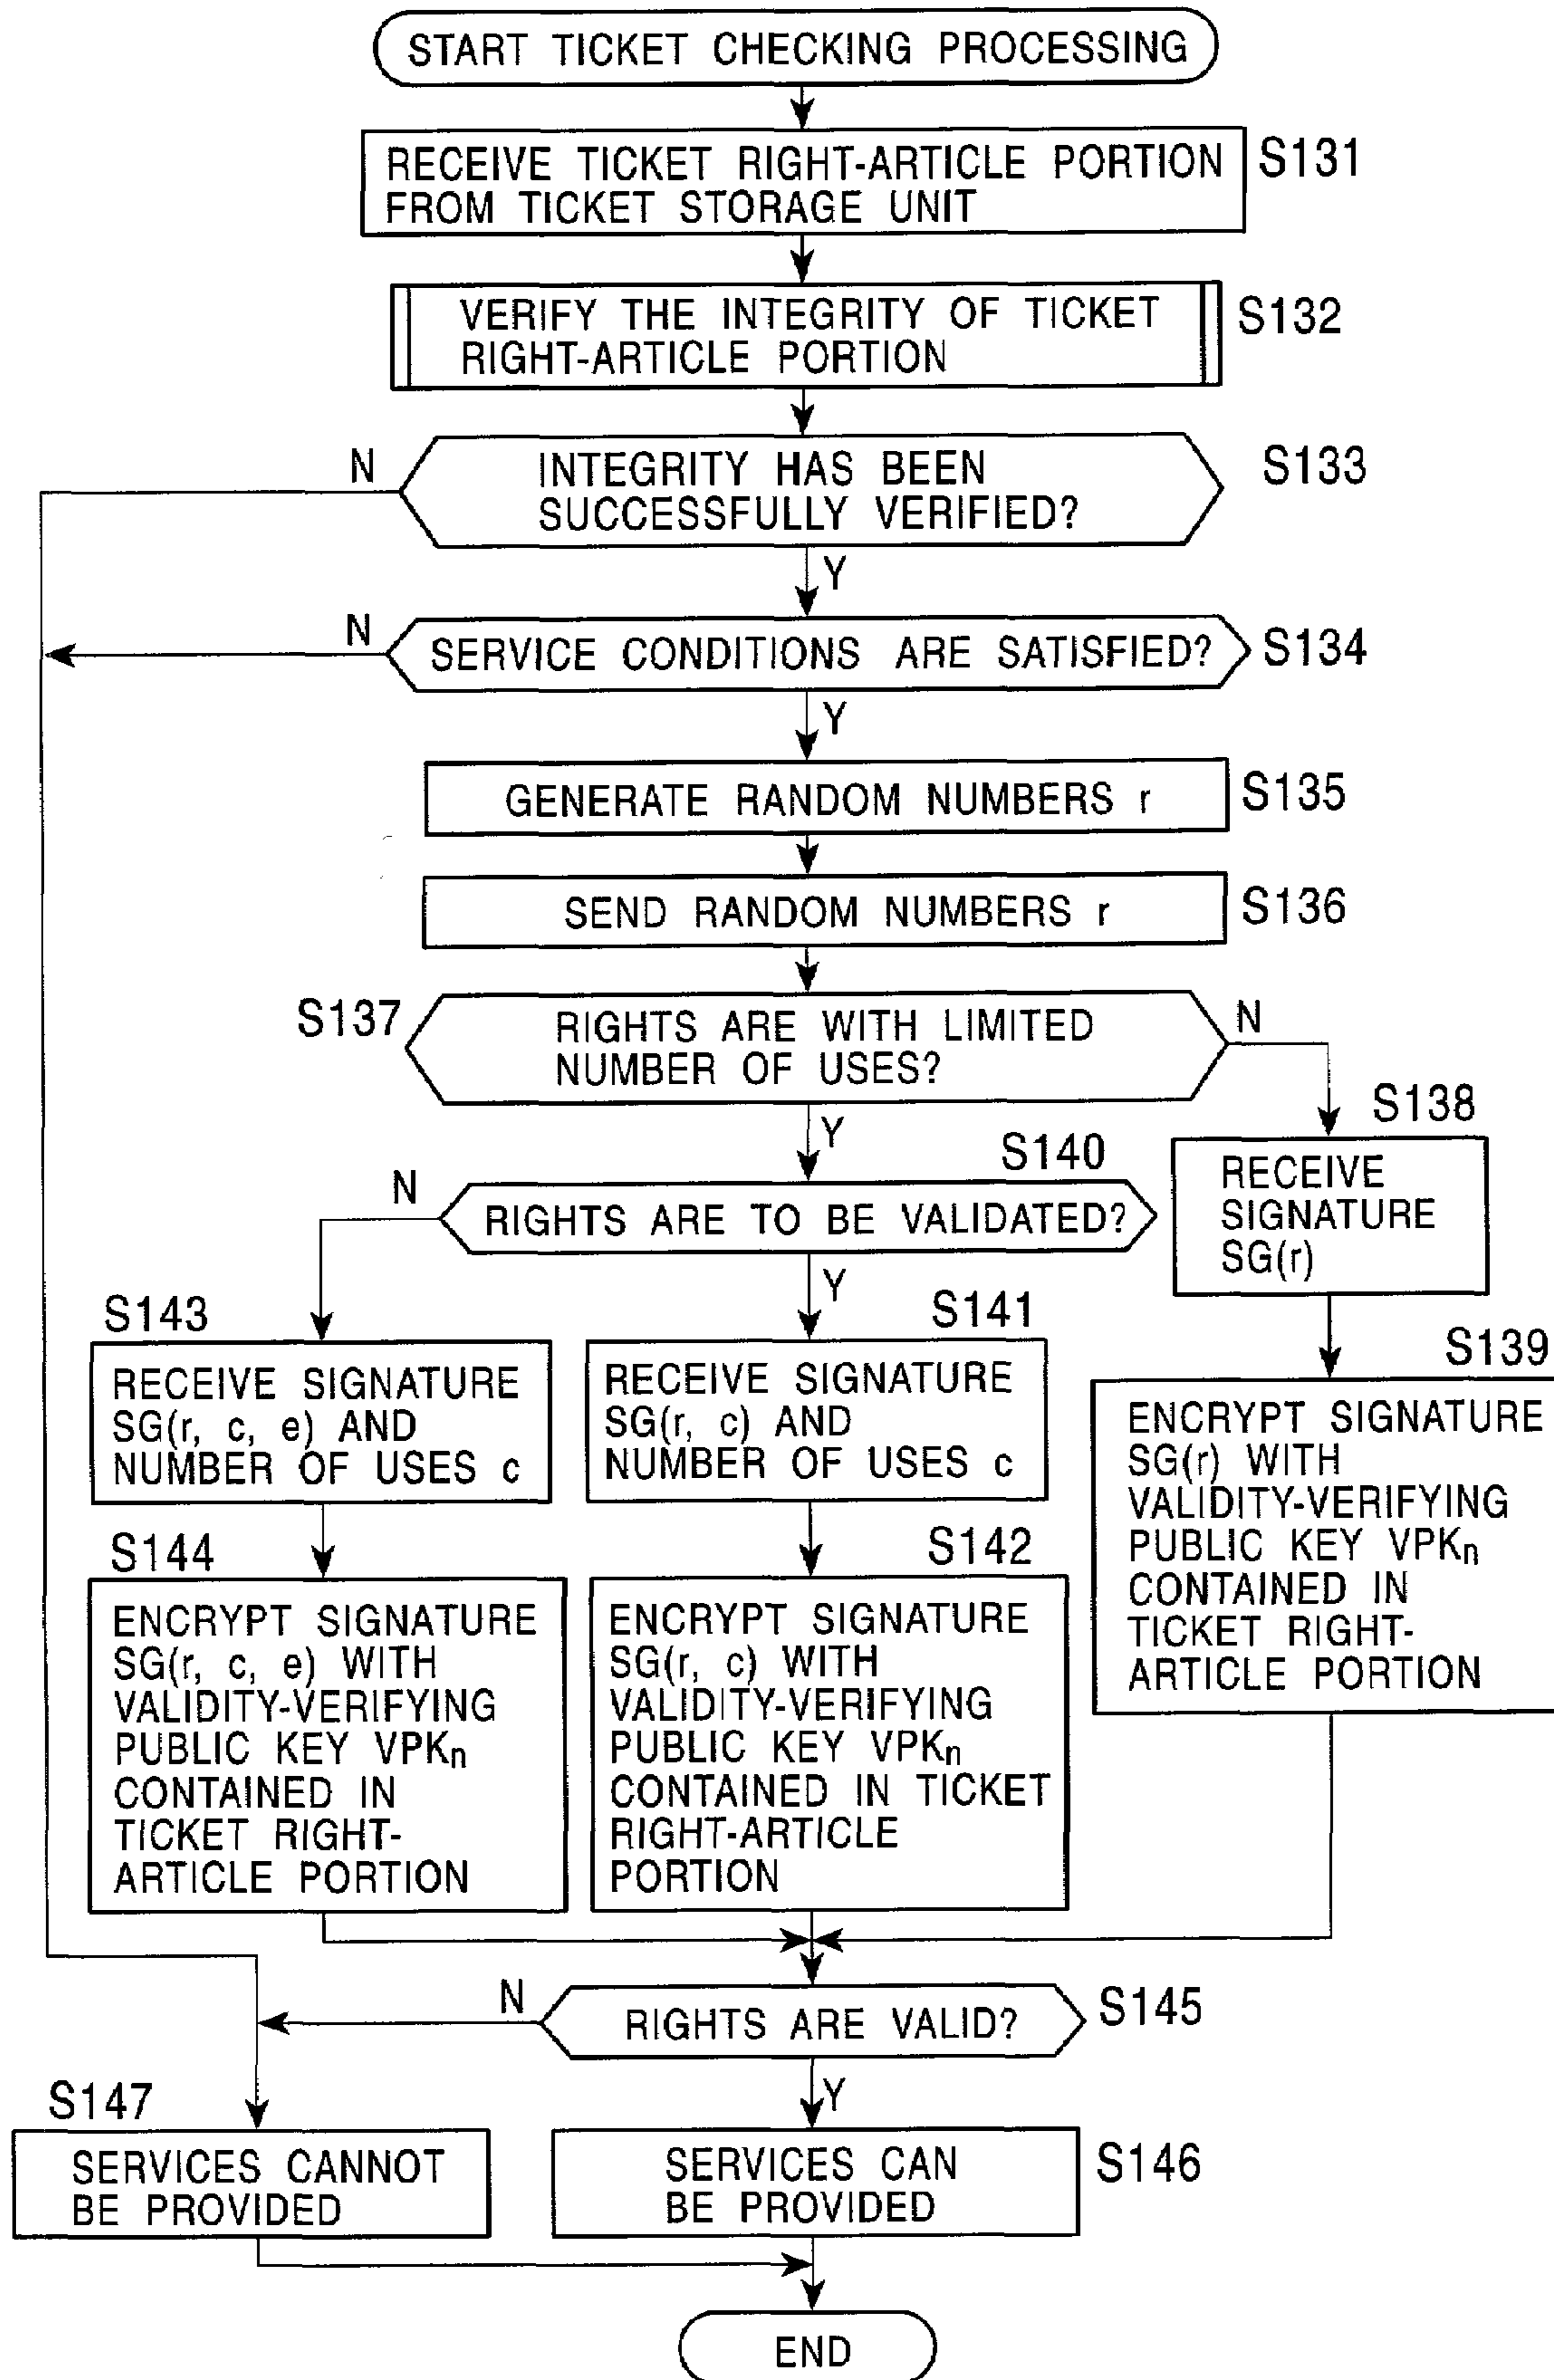 START TICKET CHECKING PROCESSING
RECEIVE TICKET RIGHT-ARTICLE PORTION
FROM TICKET STORAGE UNIT
S131
VERIFY THE INTEGRITY OF TICKET
RIGHT-ARTICLE PORTION
S132
N
INTEGRITY HAS BEEN
SUCCESSFULLY VERIFIED?
S133
Y
N
SERVICE CONDITIONS ARE SATISFIED?
S134
Y
GENERATE RANDOM NUMBERS r
S135
SEND RANDOM NUMBERS r
S136
S137
RIGHTS ARE WITH LIMITED
NUMBER OF USES?
N
Y
S138
RECEIVE
SIGNATURE
SG(r)
S140
N
RIGHTS ARE TO BE VALIDATED?
Y
S143
RECEIVE SIGNATURE
SG(r, c, e) AND
NUMBER OF USES c
S141
RECEIVE SIGNATURE
SG(r, c) AND
NUMBER OF USES c
S139
ENCRYPT SIGNATURE
SG(r) WITH
VALIDITY-VERIFYING
PUBLIC KEY VPKn
CONTAINED IN
TICKET RIGHT-
ARTICLE PORTION
S144
ENCRYPT SIGNATURE
SG(r, c, e) WITH
VALIDITY-VERIFYING
PUBLIC KEY VPKn
CONTAINED IN
TICKET RIGHT-
ARTICLE PORTION
S142
ENCRYPT SIGNATURE
SG(r, c) WITH
VALIDITY-VERIFYING
PUBLIC KEY VPKn
CONTAINED IN TICKET
RIGHT-ARTICLE
PORTION
N
RIGHTS ARE VALID?
S145
Y
S147
SERVICES CANNOT
BE PROVIDED
SERVICES CAN
BE PROVIDED
S146
END